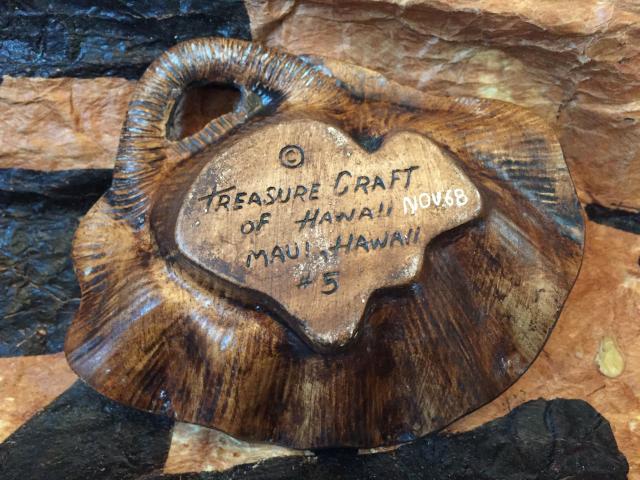 ©
TREASURE CRAFT
OF HAWAII NOV.68
MAUI-HAWAII
#5